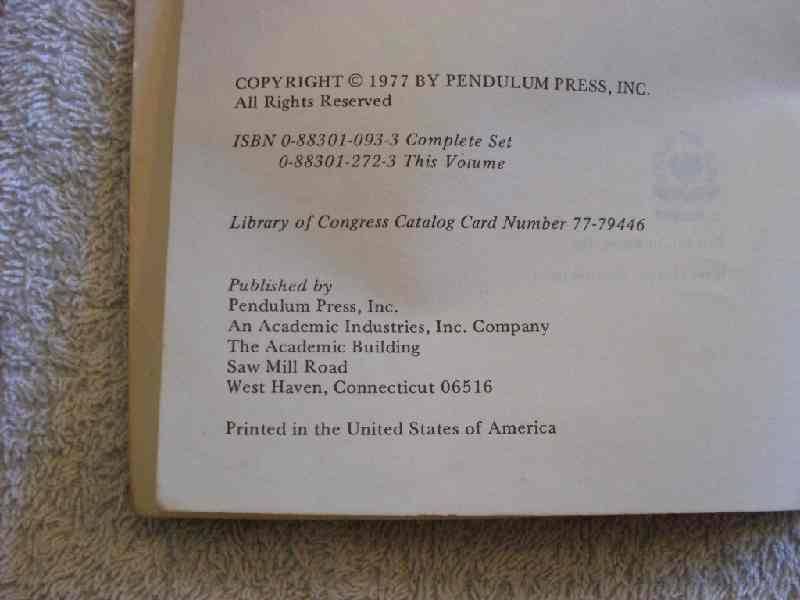 COPYRIGHT © 1977 BY PENDULUM PRESS, INC.
All Rights Reserved
ISBN 0-88301-093-3 Complete Set
0-88301-272-3 This Volume
Library of Congress Catalog Card Number 77-79446
Published by
Pendulum Press, Inc.
An Academic Industries, Inc. Company
The Academic Building
Saw Mill Road
West Haven, Connecticut 06516
Printed in the United States of America